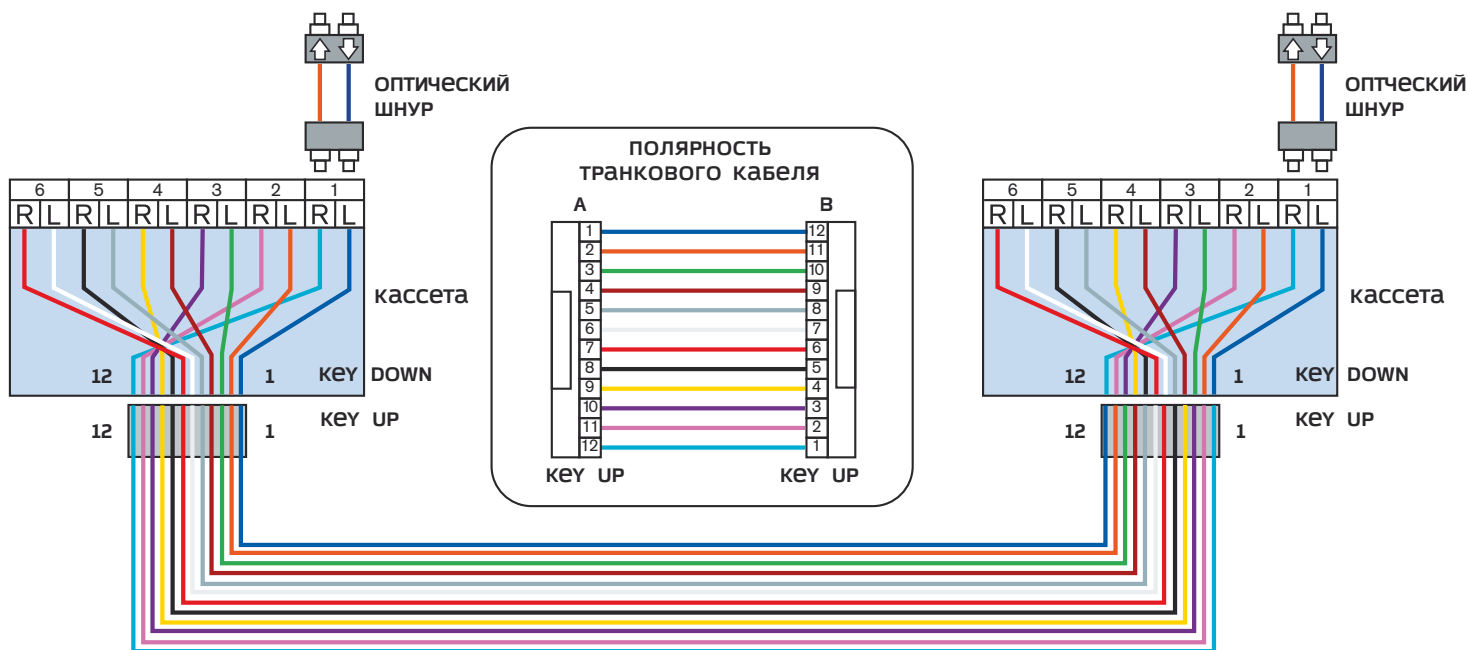 оптический
шнур
6 5 4 3 2 1
R L R L R L R L R L R L
кассета
12 1 KEY DOWN
12 1 KEY UP
полярность
транкового кабеля
A B
1 12
2 11
3 10
4 9
5 8
6 7
7 6
8 5
9 4
10 3
11 2
12 1
KEY UP KEY UP
оптческий
шнур
6 5 4 3 2 1
R L R L R L R L R L R L
кассета
12 1 KEY DOWN
12 1 KEY UP